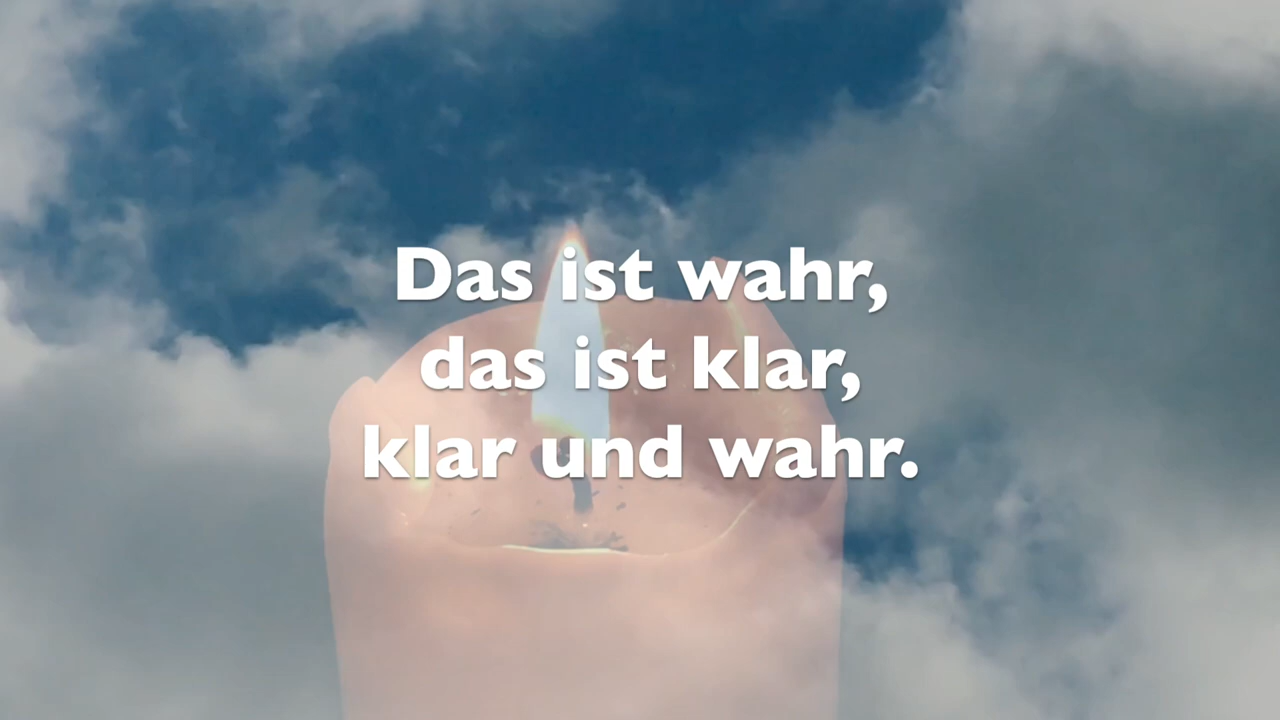 Das ist wahr,
das ist klar,
klar und wahr.